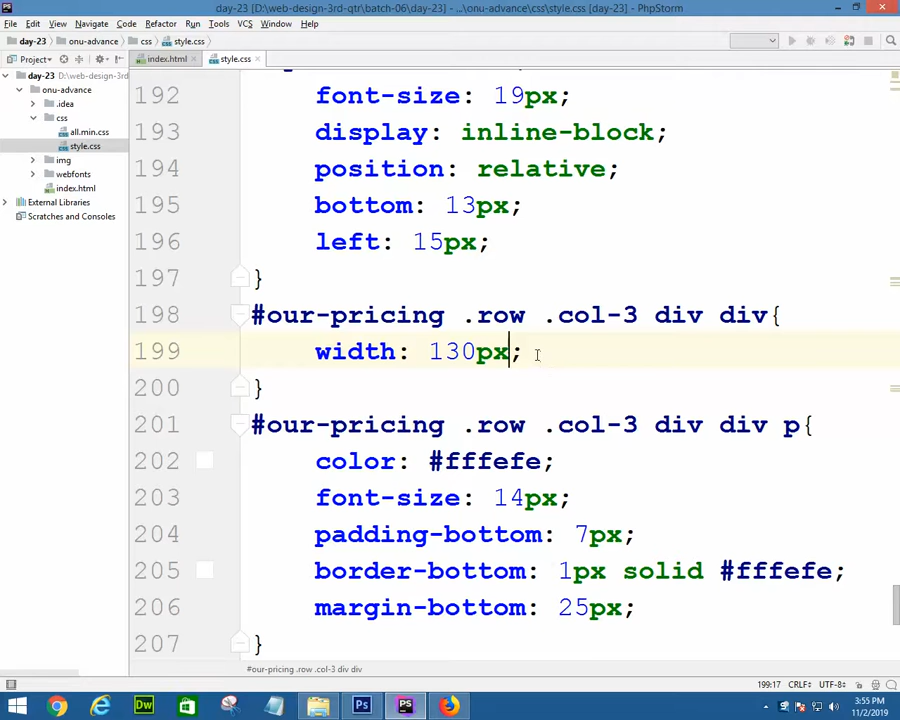 day-23 [D:\web-design-3rd-qtr\batch-06\day-23] - ...\onu-advance\css\style.css [day-23] - PhpStorm
File Edit View Navigate Code Refactor Run Tools VCS Window Help
day-23 onu-advance css style.css
Project index.html style.css
day-23 D:\web-design-3rd
onu-advance
.idea
css
all.min.css
style.css
img
webfonts
index.html
External Libraries
Scratches and Consoles
192 font-size: 19px;
193 display: inline-block;
194 position: relative;
195 bottom: 13px;
196 left: 15px;
197 }
198 #our-pricing .row .col-3 div div{
199 width: 130px;
200 }
201 #our-pricing .row .col-3 div div p{
202 color: #fffefe;
203 font-size: 14px;
204 padding-bottom: 7px;
205 border-bottom: 1px solid #fffefe;
206 margin-bottom: 25px;
207 }
#our-pricing .row .col-3 div div
199:17 CRLF÷ UTF-8÷
Dw Ps PS
3:55 PM
11/2/2019